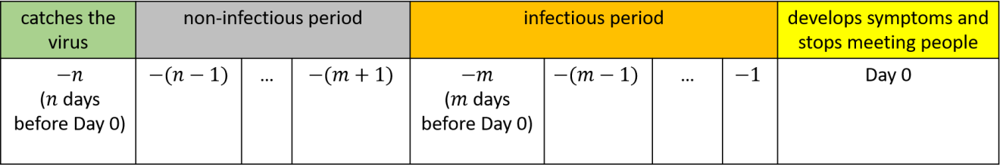 catches the
virus
non-infectious period
infectious period
develops symptoms and
stops meeting people
−n
(n days
before Day 0)
−(n − 1)
...
−(m + 1)
−m
(m days
before Day 0)
−(m − 1)
...
−1
Day 0